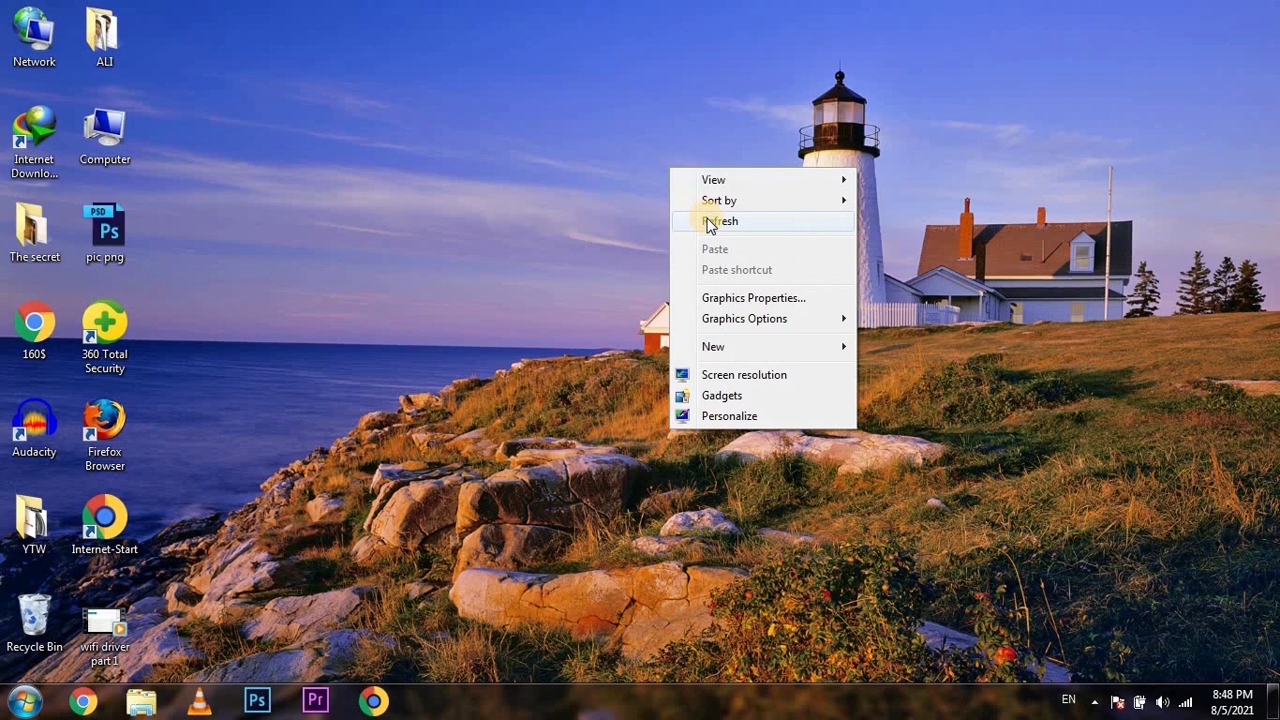 Network
ALI
Internet
Downlo...
Computer
The secret
PSD
Ps
pic png
160$
360 Total
Security
Audacity
Firefox
Browser
YTW
Internet-Start
Recycle Bin
wifi driver
part 1
View
Sort by
Refresh
Paste
Paste shortcut
Graphics Properties...
Graphics Options
New
Screen resolution
Gadgets
Personalize
Ps
Pr
EN
8:48 PM
8/5/2021